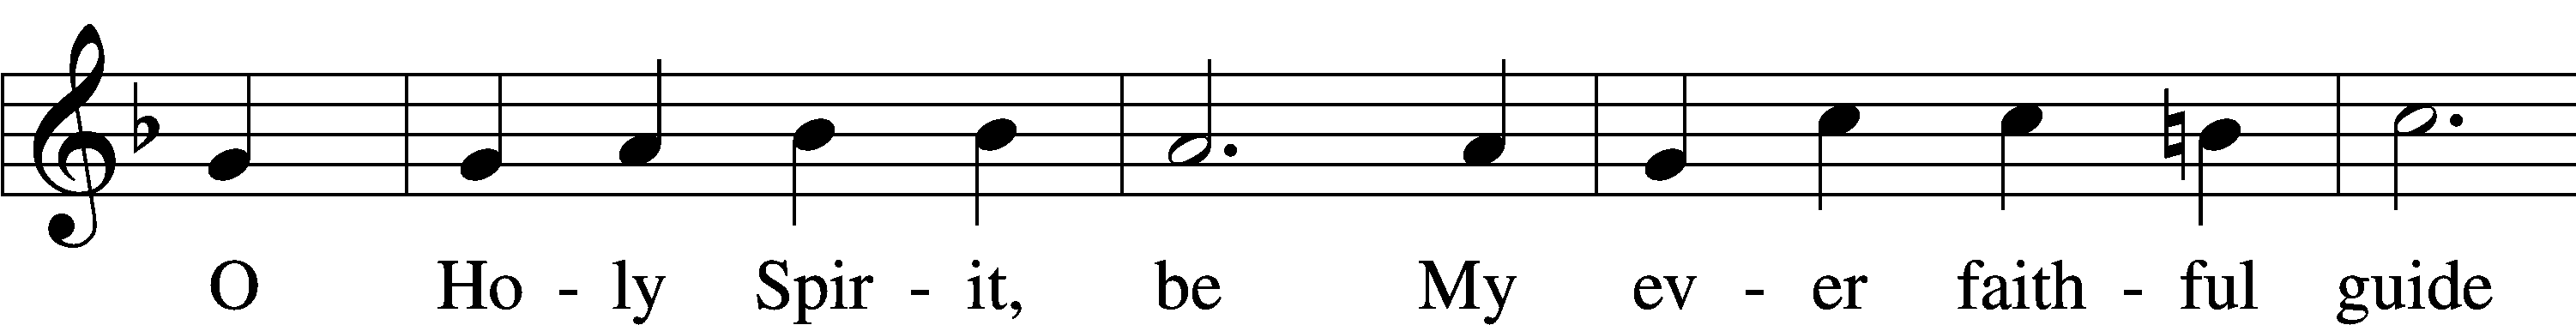 O Ho - ly Spir - it, be My ev - er faith - ful guide